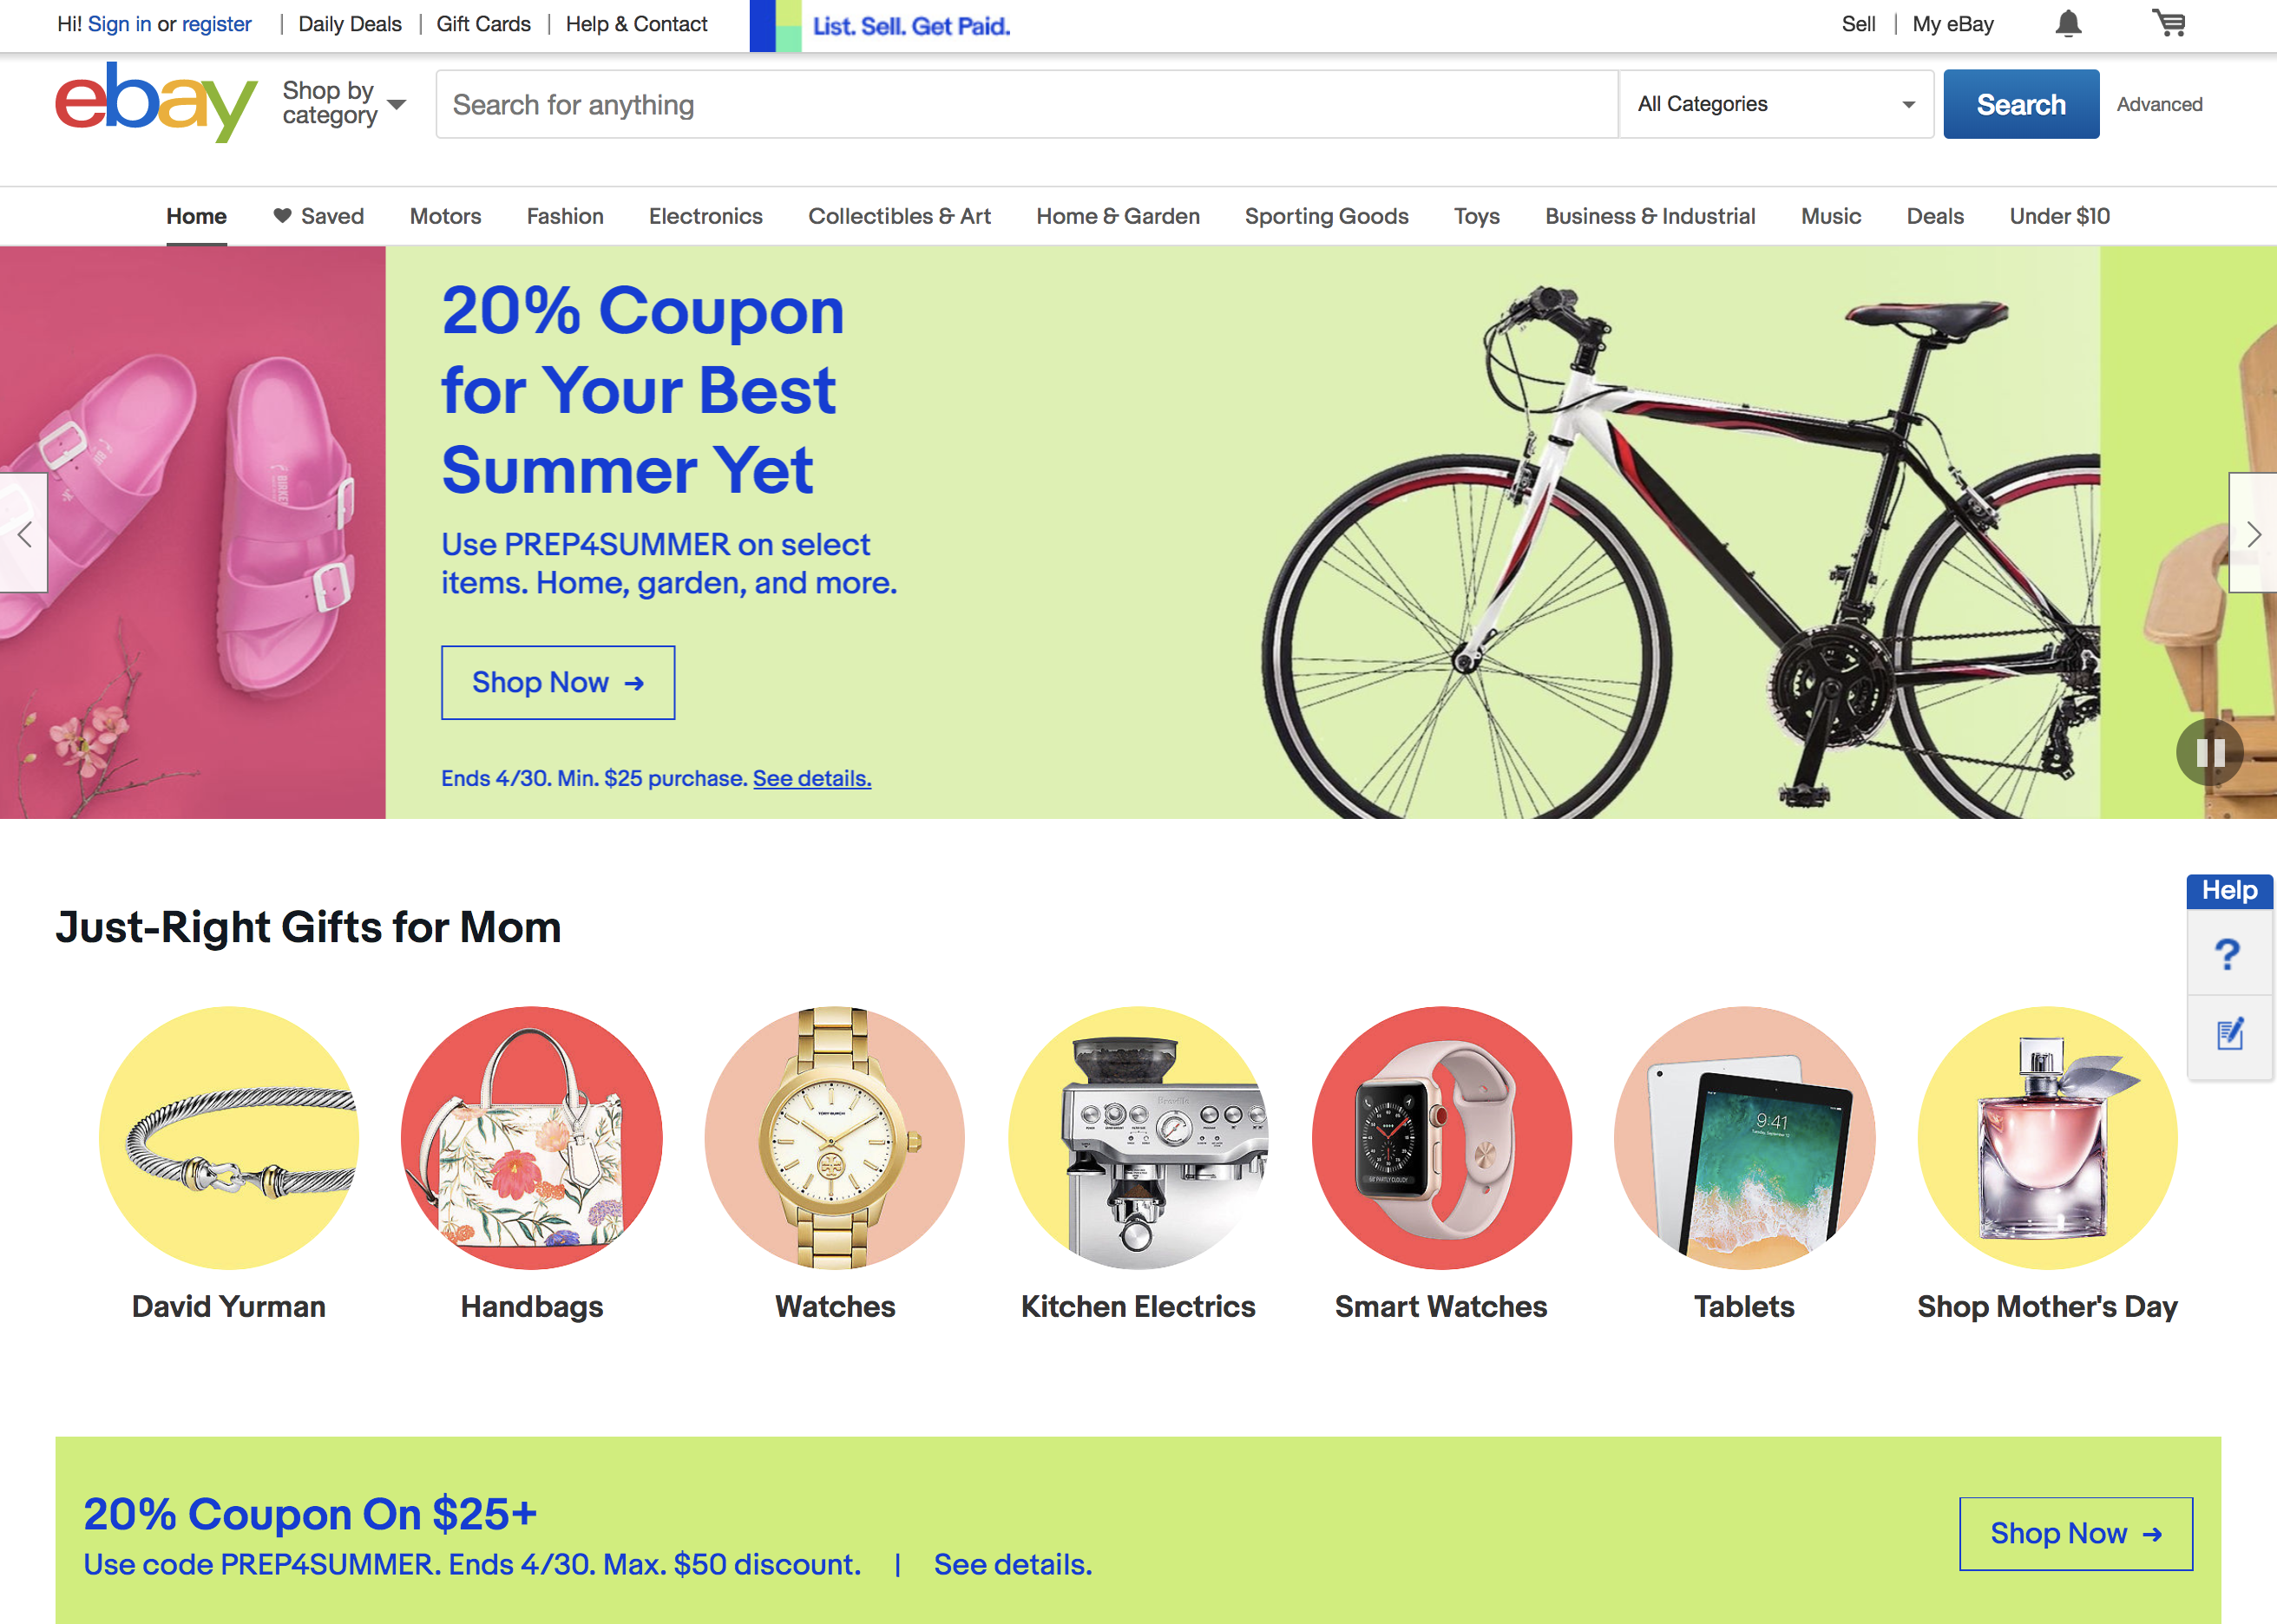 Hi! Sign in or register | Daily Deals | Gift Cards | Help & Contact
List. Sell. Get Paid.
Sell | My eBay
ebay
Shop by
category
Search for anything
All Categories
Search
Advanced
Home
Saved
Motors
Fashion
Electronics
Collectibles & Art
Home & Garden
Sporting Goods
Toys
Business & Industrial
Music
Deals
Under $10
20% Coupon
for Your Best
Summer Yet
Use PREP4SUMMER on select
items. Home, garden, and more.
Shop Now →
Ends 4/30. Min. $25 purchase. See details.
Help
?
Just-Right Gifts for Mom
TORY BURCH
Breville
9:41
David Yurman
Handbags
Watches
Kitchen Electrics
Smart Watches
Tablets
Shop Mother's Day
20% Coupon On $25+
Use code PREP4SUMMER. Ends 4/30. Max. $50 discount. | See details.
Shop Now →